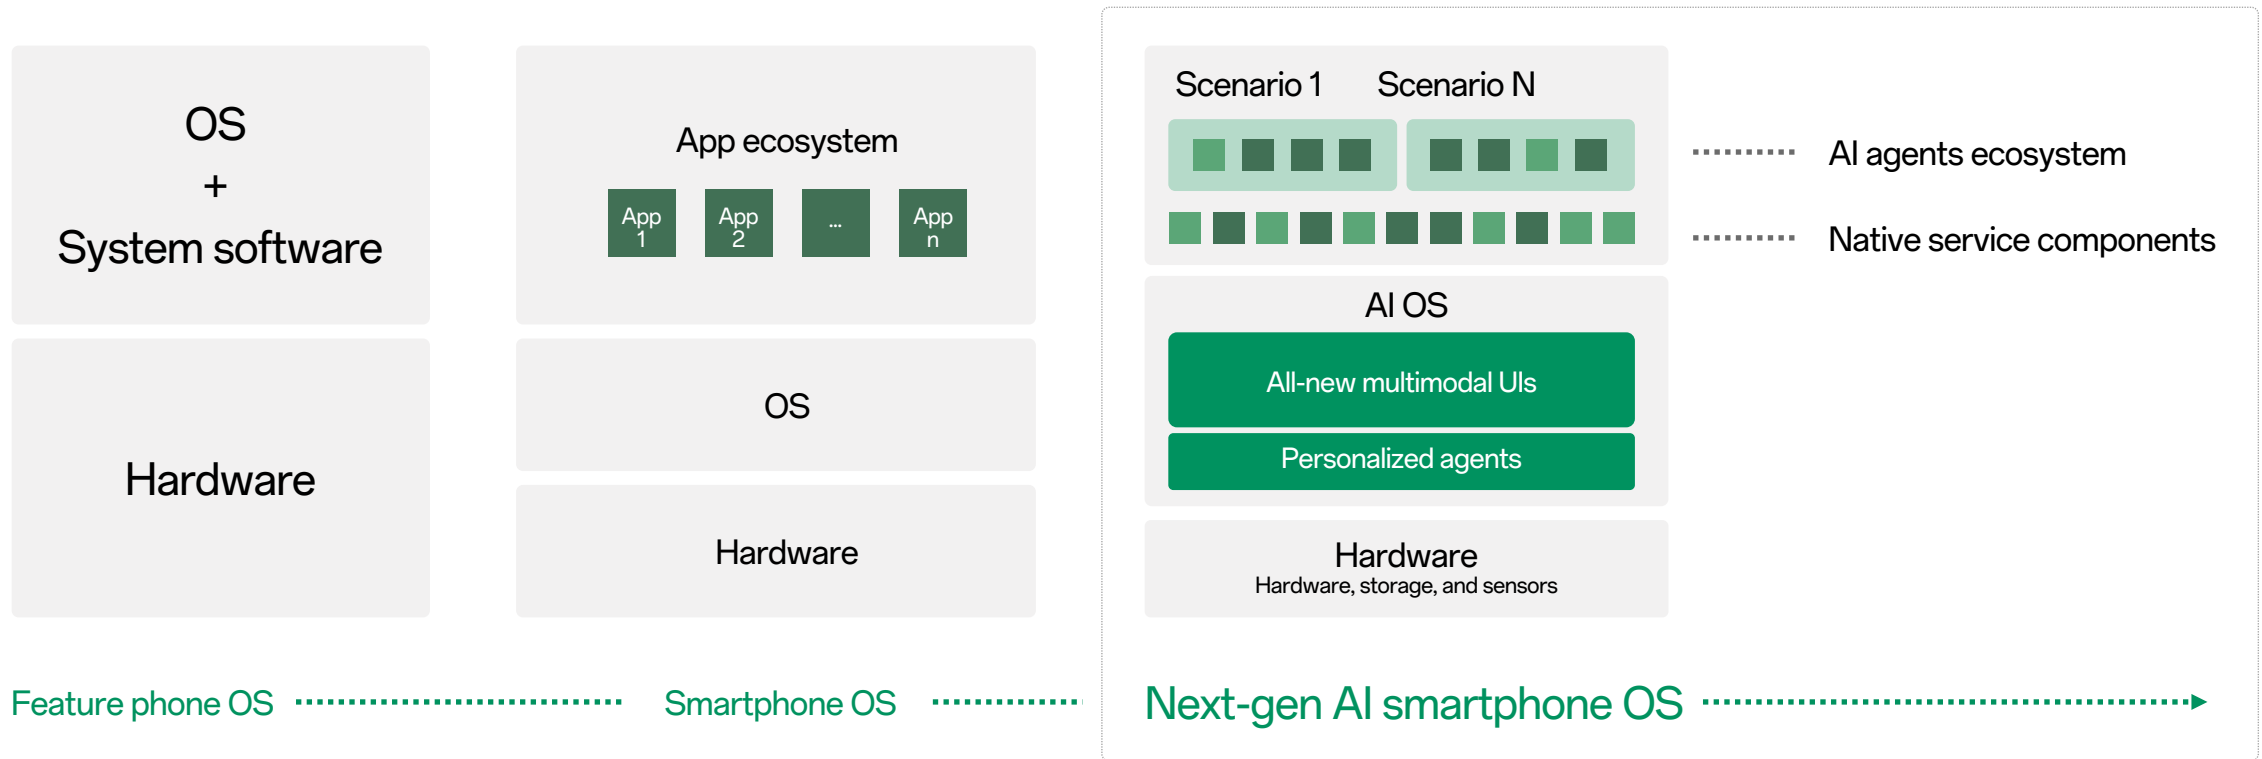 OS
+
System software
Hardware
App ecosystem
App
1
App
2
...
App
n
OS
Hardware
Scenario 1
Scenario N
AI agents ecosystem
Native service components
AI OS
All-new multimodal UIs
Personalized agents
Hardware
Hardware, storage, and sensors
Feature phone OS
Smartphone OS
Next-gen AI smartphone OS